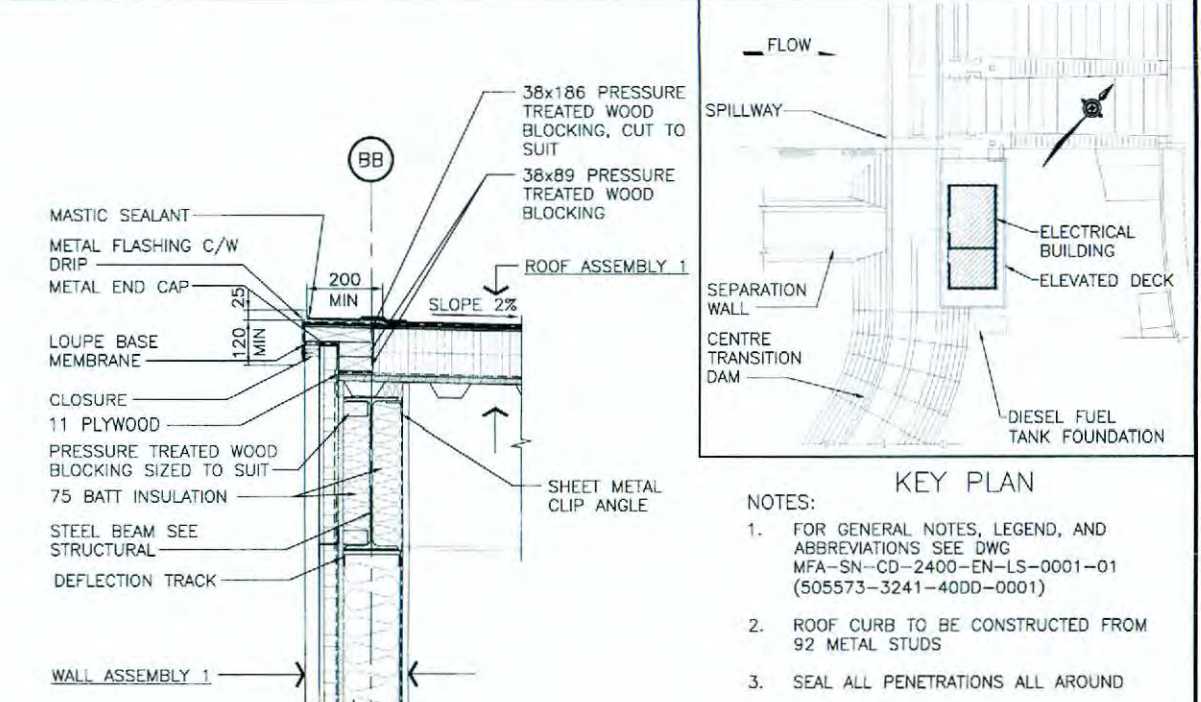 38x186 PRESSURE
TREATED WOOD
BLOCKING, CUT TO
SUIT
38x89 PRESSURE
TREATED WOOD
BLOCKING
BB
MASTIC SEALANT
METAL FLASHING C/W
DRIP
METAL END CAP
200
MIN
25
120
MIN
SLOPE 2%
ROOF ASSEMBLY 1
LOUPE BASE
MEMBRANE
CLOSURE
11 PLYWOOD
PRESSURE TREATED WOOD
BLOCKING SIZED TO SUIT
75 BATT INSULATION
STEEL BEAM SEE
STRUCTURAL
DEFLECTION TRACK
WALL ASSEMBLY 1
SHEET METAL
CLIP ANGLE
FLOW
SPILLWAY
ELECTRICAL
BUILDING
ELEVATED DECK
SEPARATION
WALL
CENTRE
TRANSITION
DAM
DIESEL FUEL
TANK FOUNDATION
KEY PLAN
NOTES:
1. FOR GENERAL NOTES, LEGEND, AND
ABBREVIATIONS SEE DWG
MFA-SN-CD-2400-EN-LS-0001-01
(505573-3241-40DD-0001)
2. ROOF CURB TO BE CONSTRUCTED FROM
92 METAL STUDS
3. SEAL ALL PENETRATIONS ALL AROUND